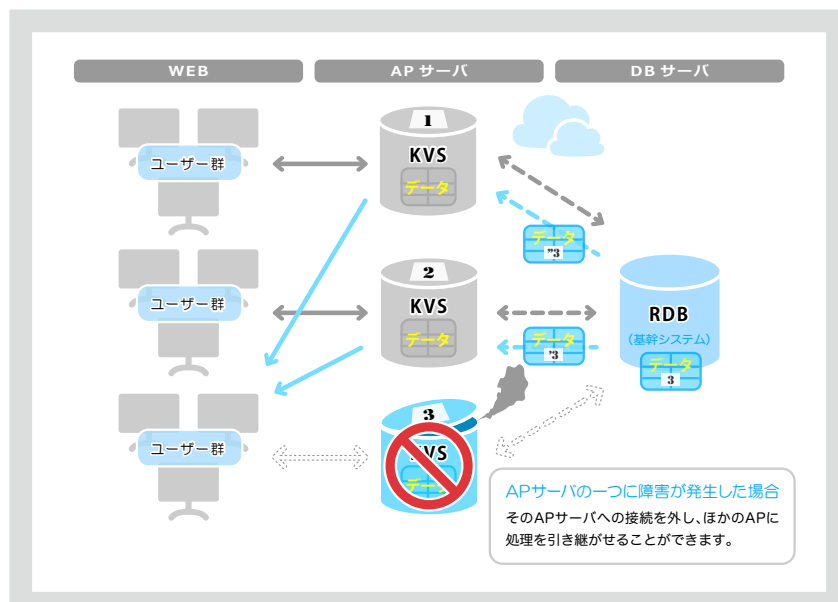 WEB
AP サーバ
DB サーバ
ユーザー群
1
KVS
データ
データ
"3
ユーザー群
2
KVS
データ
データ
'3
RDB
(基幹システム)
データ
3
ユーザー群
3
KVS
データ
APサーバの一つに障害が発生した場合
そのAPサーバへの接続を外し、ほかのAPに
処理を引き継がせることができます。